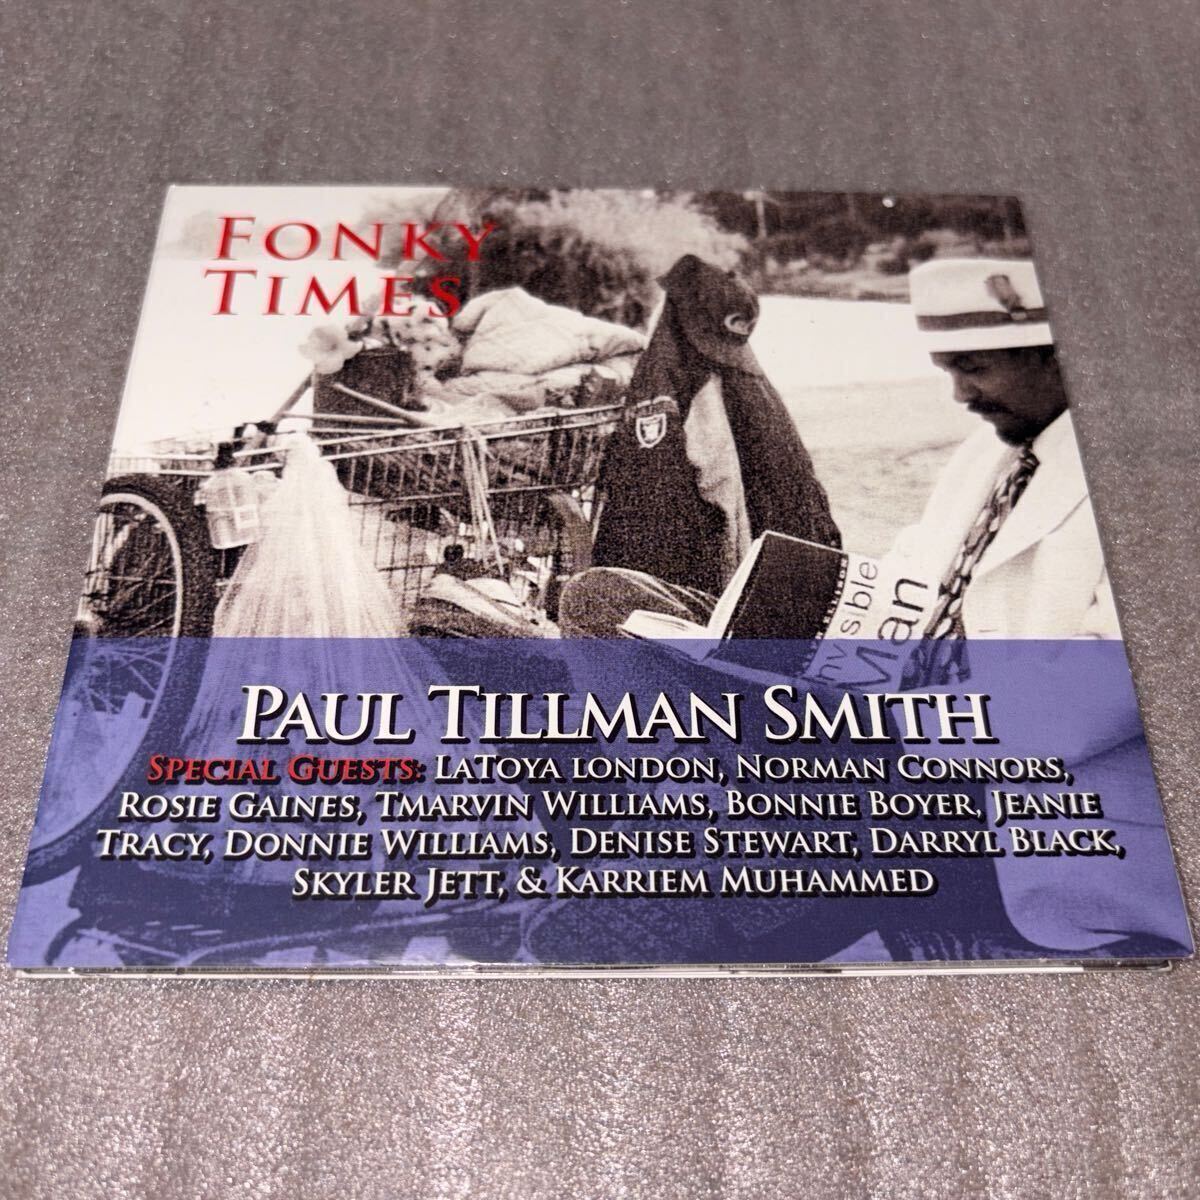 FONKY
TIMES
nvisible
Man
PAUL TILLMAN SMITH
SPECIAL GUESTS: LATOYA LONDON, NORMAN CONNORS,
ROSIE GAINES, TMARVIN WILLIAMS, BONNIE BOYER, JEANIE
TRACY, DONNIE WILLIAMS, DENISE STEWART, DARRYL BLACK,
SKYLER JETT, & KARRIEM MUHAMMED